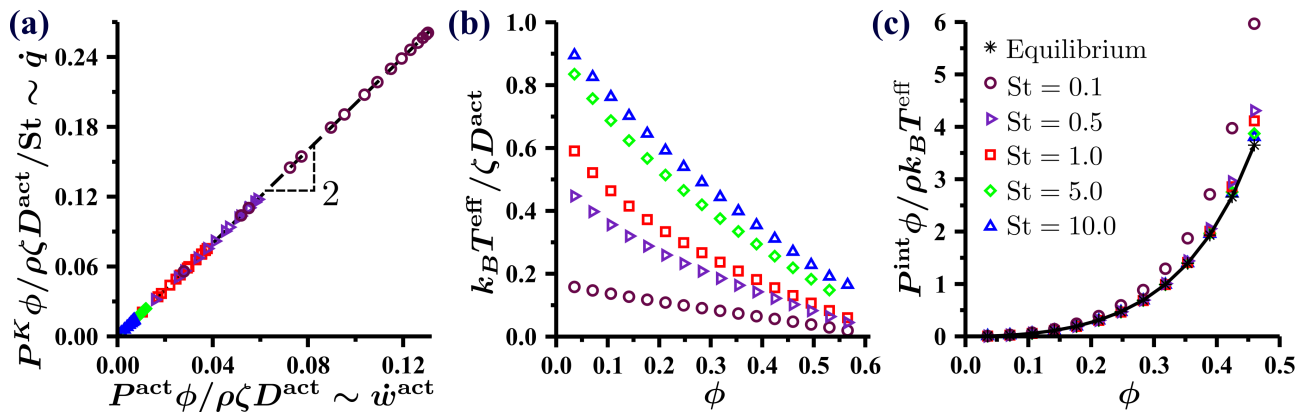 (a)
P^K ϕ/ρζD^act/St ∼ q̇
0.26
0.18
0.12
0.06
0.00
2
0.00 0.04 0.08 0.12
P^act ϕ/ρζD^act ∼ ẇ^act
(b)
k_BT^eff/ζD^act
1.0
0.8
0.6
0.4
0.2
0.0
0.0 0.1 0.2 0.3 0.4 0.5 0.6
ϕ
(c)
P^int ϕ/ρk_BT^eff
6
5
4
3
2
1
0
Equilibrium
St = 0.1
St = 0.5
St = 1.0
St = 5.0
St = 10.0
0.0 0.1 0.2 0.3 0.4 0.5
ϕ